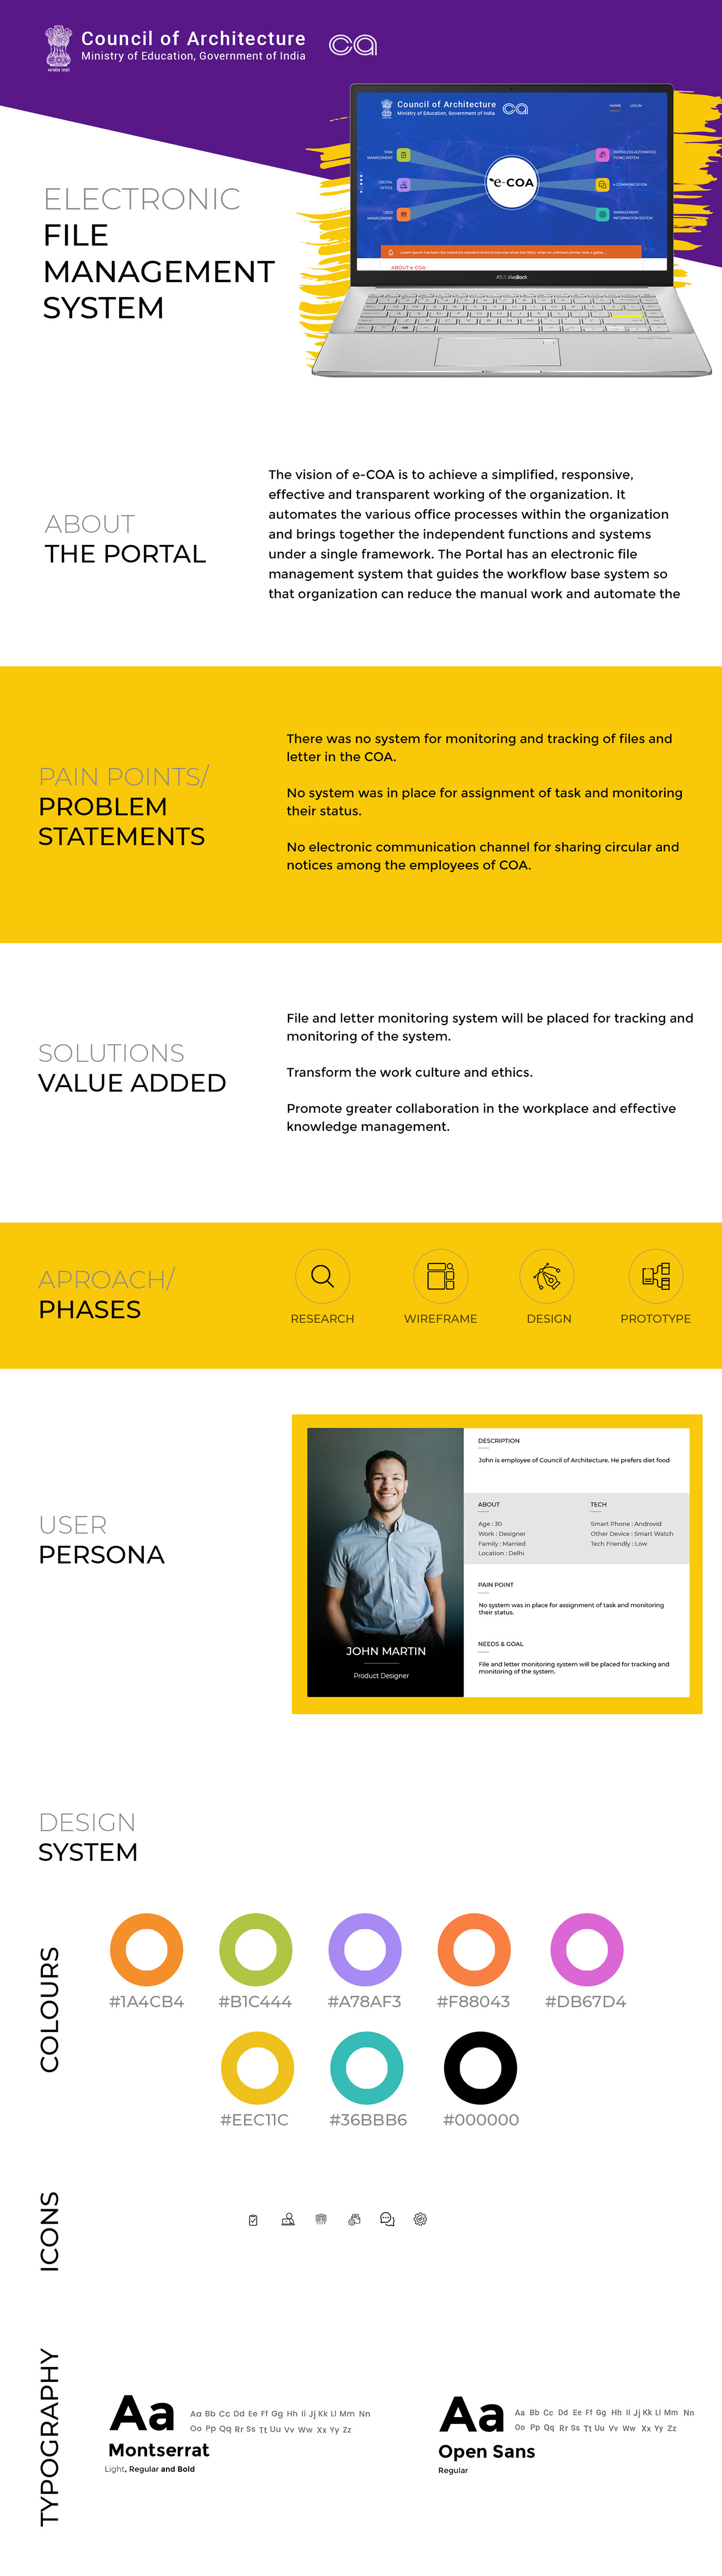 Council of Architecture
Ministry of Education, Government of India
ca
Council of Architecture
Ministry of Education, Government of India
ca
HOME LOGIN
TASK
MANAGEMENT
DIGITAL
OFFICE
USER
MANAGEMENT
e-COA
PAPERLESS AUTOMATED
FILING SYSTEM
e-COMMUNICATION
MANAGEMENT
INFORMATION SYSTEM
ABOUT e-COA
ASUS VivoBook
ELECTRONIC
FILE
MANAGEMENT
SYSTEM
ABOUT
THE PORTAL
The vision of e-COA is to achieve a simplified, responsive,
effective and transparent working of the organization. It
automates the various office processes within the organization
and brings together the independent functions and systems
under a single framework. The Portal has an electronic file
management system that guides the workflow base system so
that organization can reduce the manual work and automate the
PAIN POINTS/
PROBLEM
STATEMENTS
There was no system for monitoring and tracking of files and
letter in the COA.
No system was in place for assignment of task and monitoring
their status.
No electronic communication channel for sharing circular and
notices among the employees of COA.
SOLUTIONS
VALUE ADDED
File and letter monitoring system will be placed for tracking and
monitoring of the system.
Transform the work culture and ethics.
Promote greater collaboration in the workplace and effective
knowledge management.
APROACH/
PHASES
RESEARCH
WIREFRAME
DESIGN
PROTOTYPE
USER
PERSONA
JOHN MARTIN
Product Designer
DESCRIPTION
John is employee of Council of Architecture. He prefers diet food
ABOUT
Age : 30
Work : Designer
Family : Married
Location : Delhi
TECH
Smart Phone : Androvid
Other Device : Smart Watch
Tech Friendly : Low
PAIN POINT
No system was in place for assignment of task and monitoring
their status.
NEEDS & GOAL
File and letter monitoring system will be placed for tracking and
monitoring of the system.
DESIGN
SYSTEM
COLOURS
#1A4CB4
#B1C444
#A78AF3
#F88043
#DB67D4
#EEC11C
#36BBB6
#000000
ICONS
TYPOGRAPHY
Aa
Aa Bb Cc Dd Ee Ff Gg Hh Ii Jj Kk Ll Mm Nn
Oo Pp Qq Rr Ss Tt Uu Vv Ww Xx Yy Zz
Montserrat
Light, Regular and Bold
Aa
Aa Bb Cc Dd Ee Ff Gg Hh Ii Jj Kk Ll Mm Nn
Oo Pp Qq Rr Ss Tt Uu Vv Ww Xx Yy Zz
Open Sans
Regular